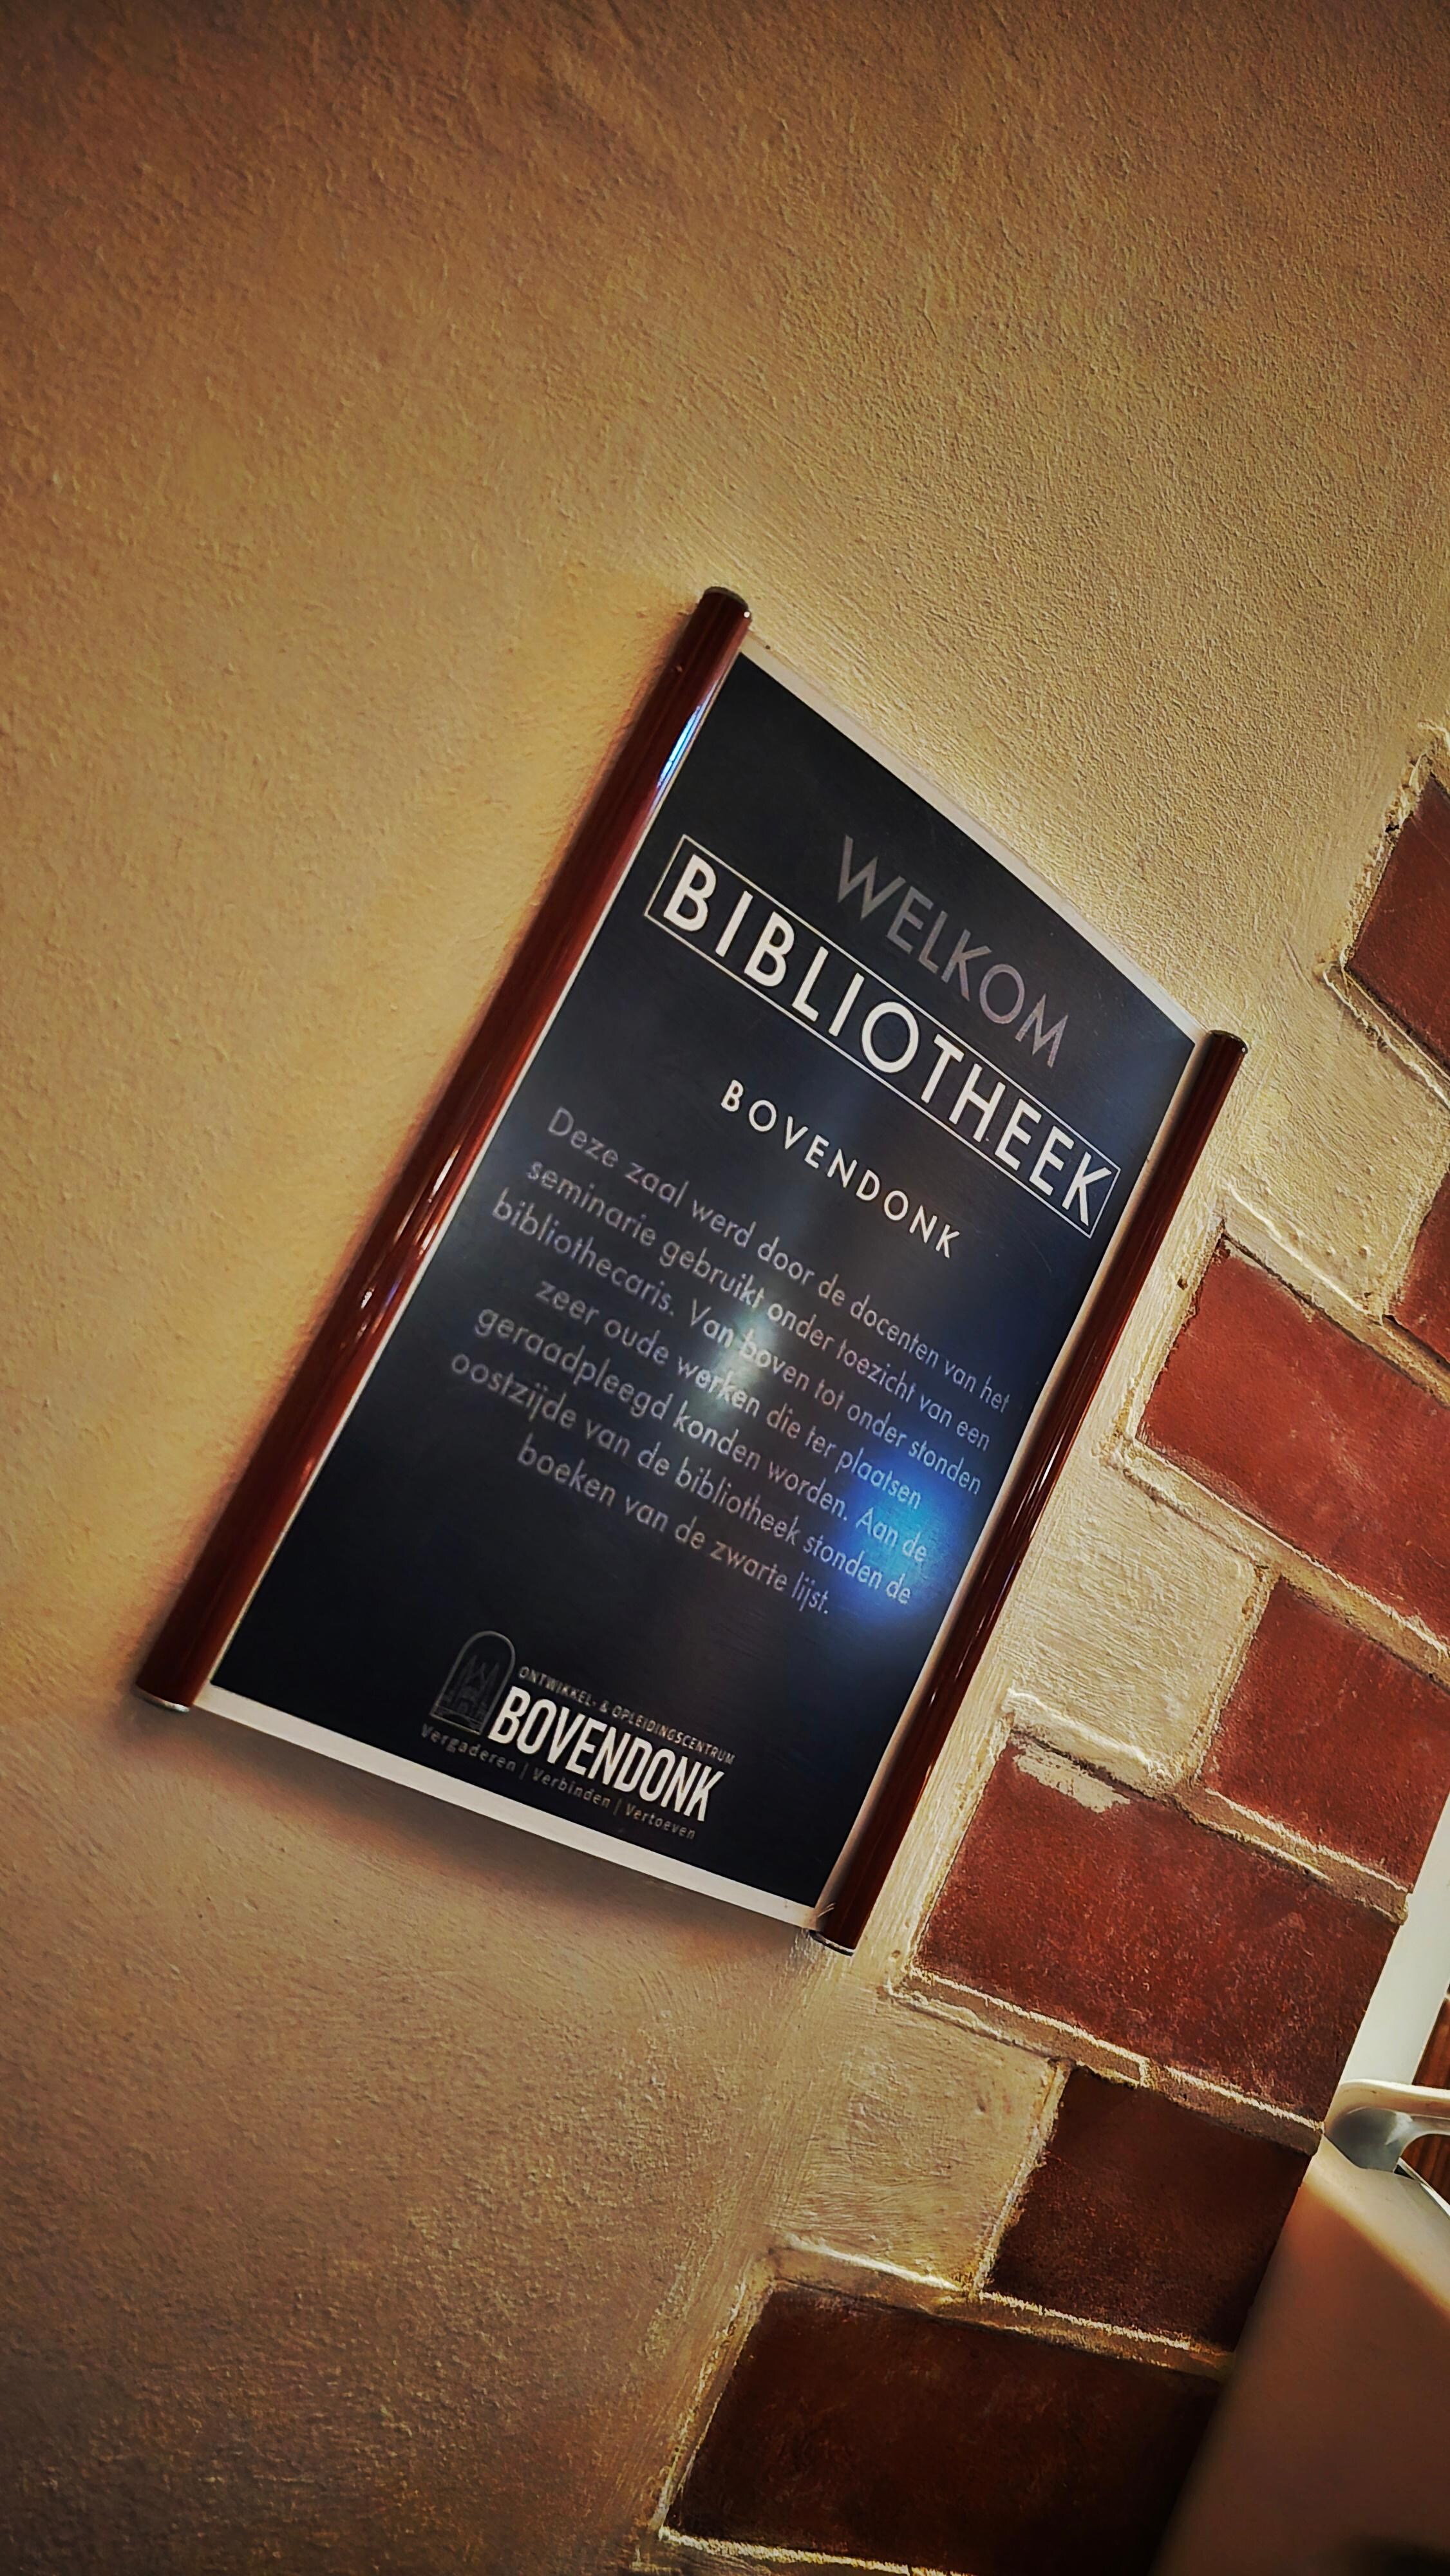 WELKOM
BIBLIOTHEEK
BOVENDONK
Deze zaal werd door de docenten van het
seminarie gebruikt onder toezicht van een
bibliothecaris. Van boven tot onder stonden
zeer oude werken die ter plaatsen
geraadpleegd konden worden. Aan de
oostzijde van de bibliotheek stonden de
boeken van de zwarte lijst.
ONTWIKKEL- & OPLEIDINGSCENTRUM
BOVENDONK
Vergaderen | Verbinden | Vertoeven